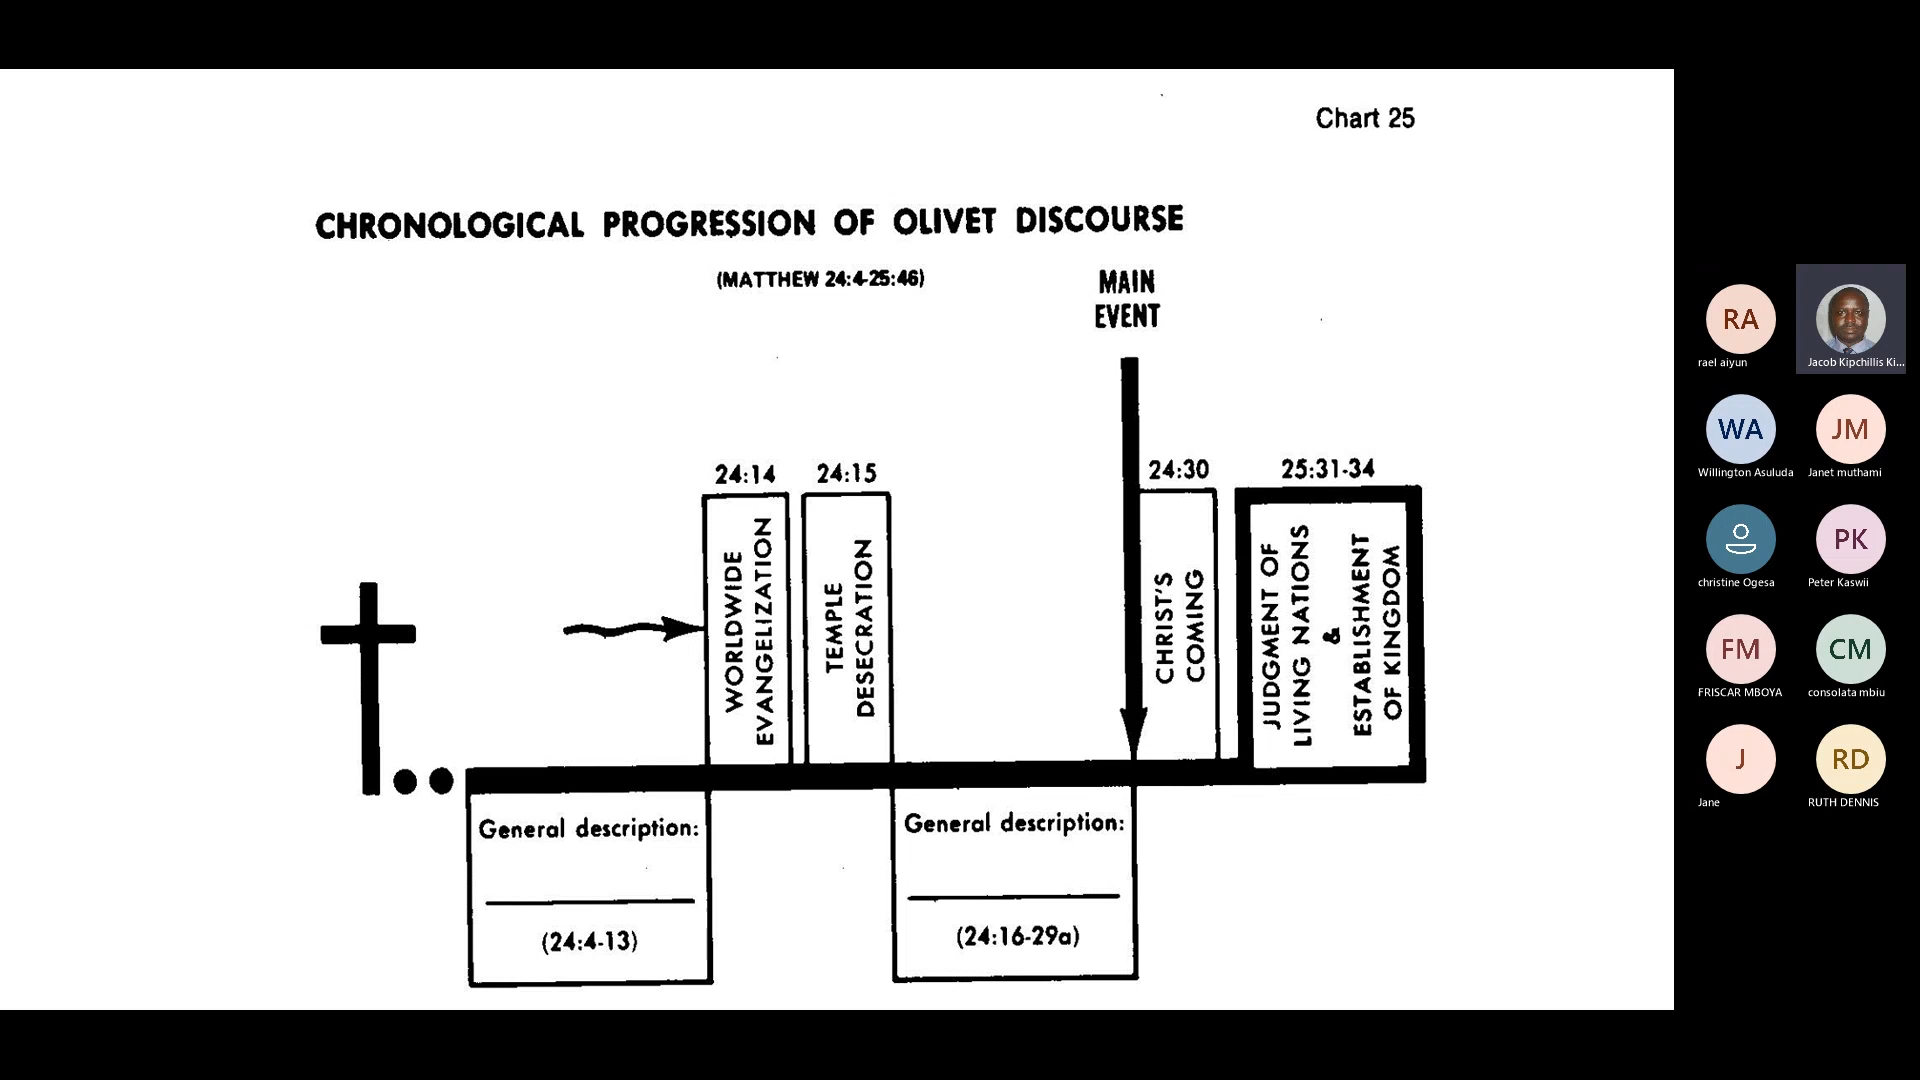 Chart 25
CHRONOLOGICAL PROGRESSION OF OLIVET DISCOURSE
(MATTHEW 24:4-25:46)
MAIN
EVENT
24:14
24:15
24:30
25:31-34
WORLDWIDE
EVANGELIZATION
TEMPLE
DESECRATION
CHRIST'S
COMING
JUDGMENT OF
LIVING NATIONS
&
ESTABLISHMENT
OF KINGDOM
General description:
(24:4-13)
General description:
(24:16-29a)
RA
rael aiyun
Jacob Kipchillis Ki...
WA
Willington Asuluda
JM
Janet muthami
christine Ogesa
PK
Peter Kaswii
FM
FRISCAR MBOYA
CM
consolata mbiu
J
Jane
RD
RUTH DENNIS